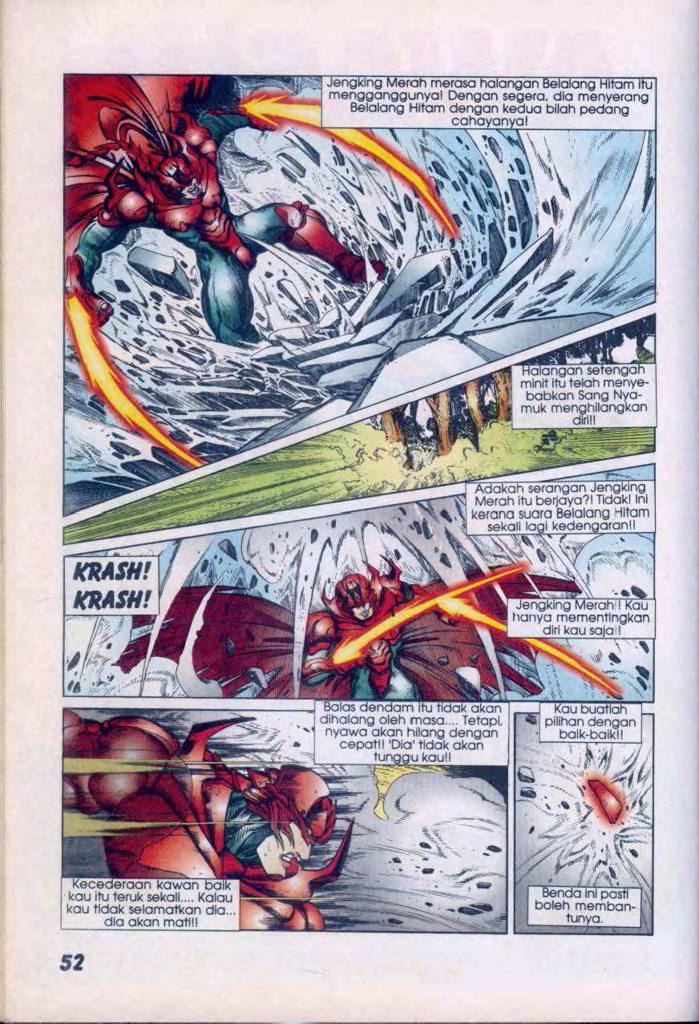 Jengking Merah merasa halangan Belalang Hitam itu
mengganggunya! Dengan segera, dia menyerang
Belalang Hitam dengan kedua bilah pedang
cahayanya!
Halangan setengah
minit itu telah menye-
babkan Sang Nya-
muk menghilangkan
diri!!
Adakah serangan Jengking
Merah itu berjaya?! Tidak! Ini
kerana suara Belalang Hitam
sekali lagi kedengaran!!
KRASH!
KRASH!
Jengking Merah!! Kau
hanya mementingkan
diri kau saja!!
Balas dendam itu tidak akan
dihalang oleh masa.... Tetapi,
nyawa akan hilang dengan
cepat!! 'Dia' tidak akan
tunggu kau!!
Kecederaan kawan baik
kau itu teruk sekali.... Kalau
kau tidak selamatkan dia...
dia akan mati!!
Kau buatlah
pilihan dengan
baik-baik!!
Benda ini pasti
boleh memban-
tunya.
52